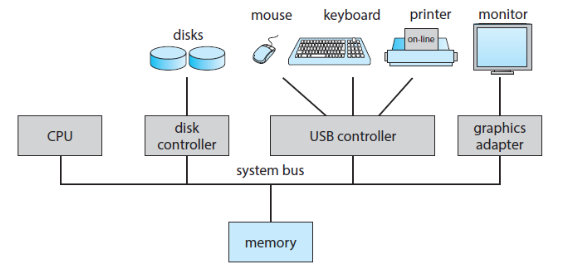 mouse
keyboard
printer
monitor
disks
on-line
CPU
disk
controller
USB controller
graphics
adapter
system bus
memory